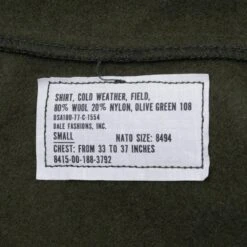 SHIRT, COLD WEATHER, FIELD,
80% WOOL 20% NYLON, OLIVE GREEN 108
DSA100-77-C-1554
DALE FASHIONS, INC.
SMALL NATO SIZE: 8494
CHEST: FROM 33 TO 37 INCHES
8415-00-188-3792